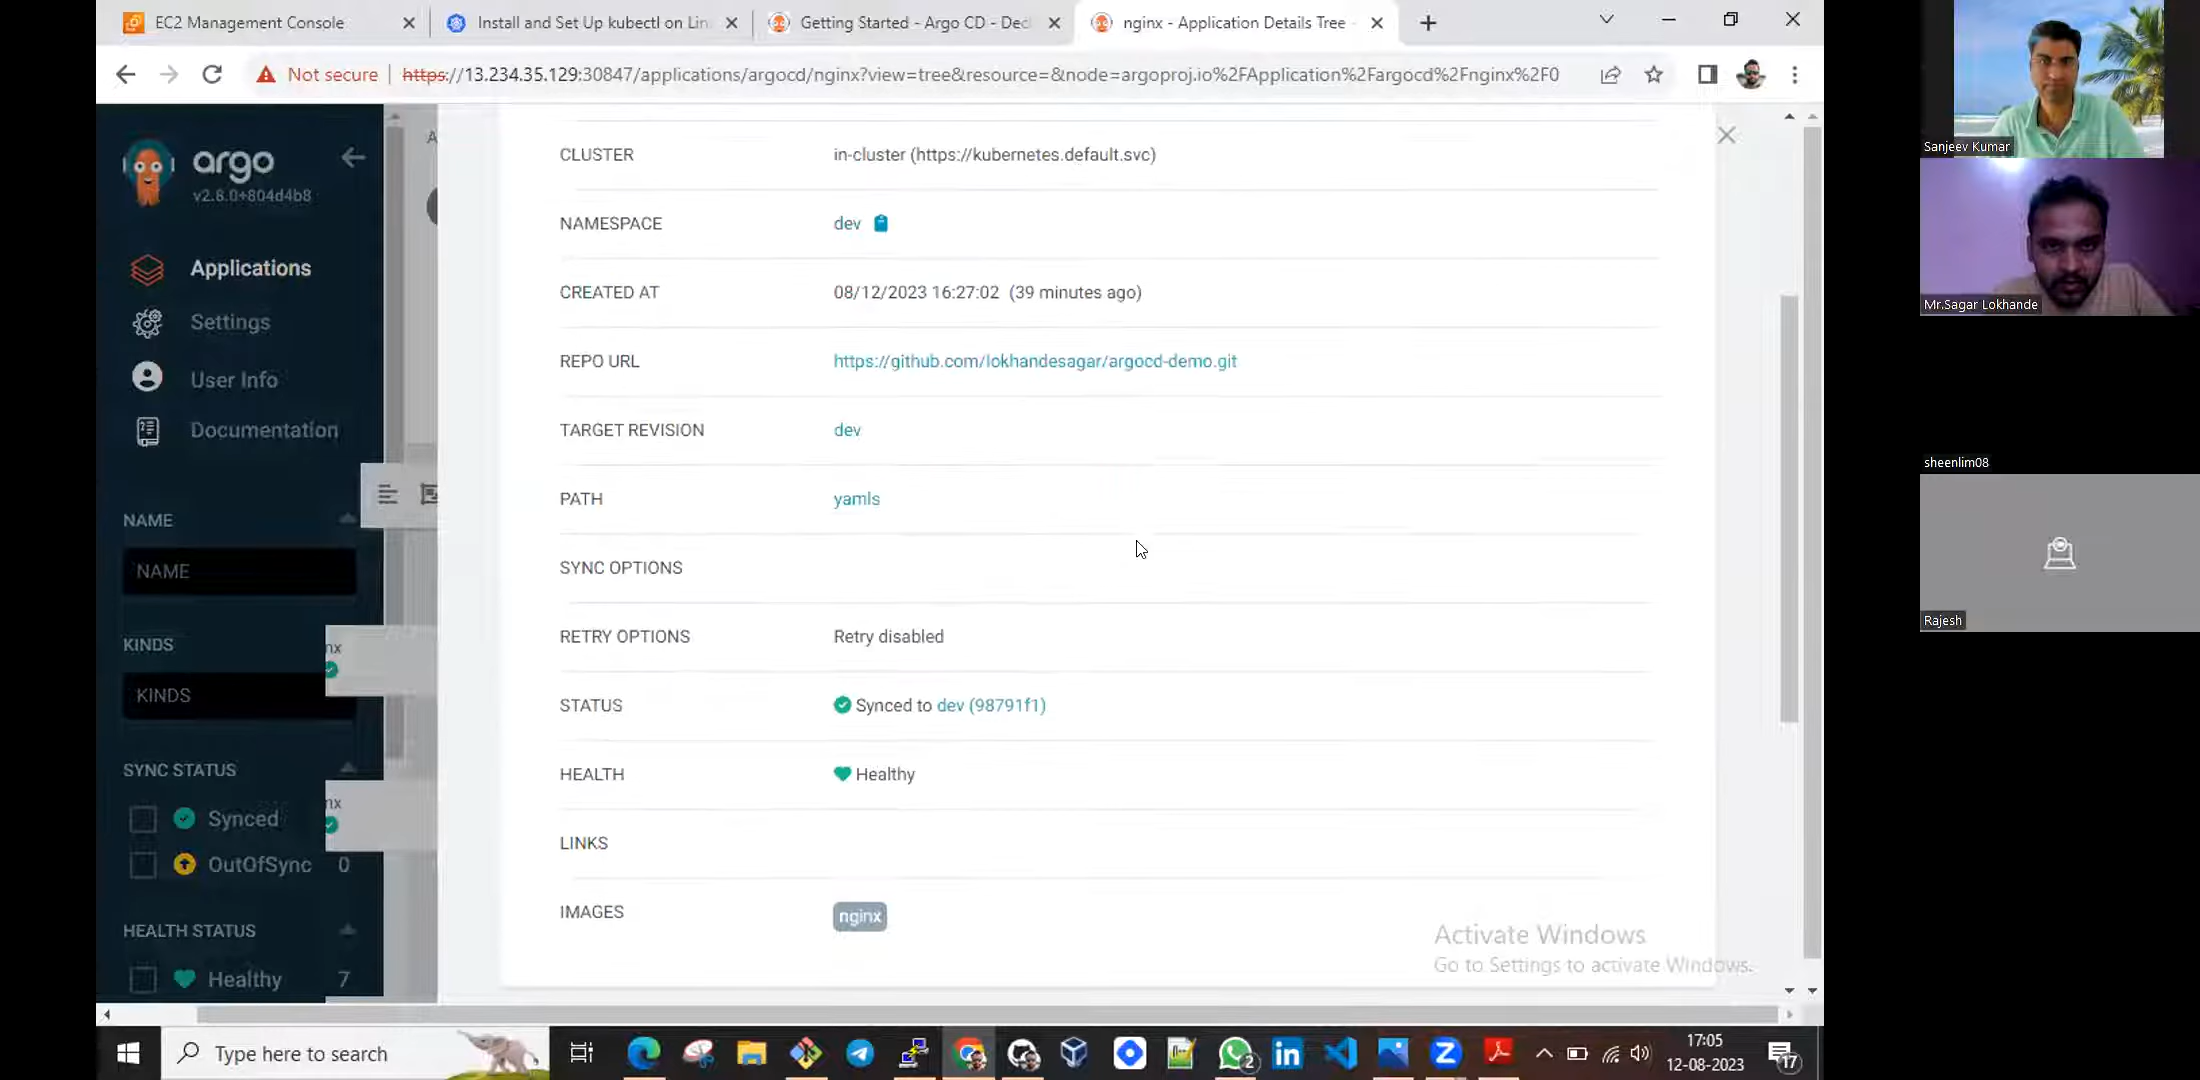 EC2 Management Console
Install and Set Up kubectl on Lin
Getting Started - Argo CD - Decl
nginx - Application Details Tree -
Not secure
https://13.234.35.129:30847/applications/argocd/nginx?view=tree&resource=&node=argoproj.io%2FApplication%2Fargocd%2Fnginx%2F0
argo
v2.8.0+804d4b8
Applications
Settings
User Info
Documentation
NAME
NAME
KINDS
KINDS
SYNC STATUS
Synced
OutOfSync 0
HEALTH STATUS
Healthy 7
A
nx
nx
CLUSTER in-cluster (https://kubernetes.default.svc)
NAMESPACE dev
CREATED AT 08/12/2023 16:27:02 (39 minutes ago)
REPO URL https://github.com/lokhandesagar/argocd-demo.git
TARGET REVISION dev
PATH yamls
SYNC OPTIONS
RETRY OPTIONS Retry disabled
STATUS Synced to dev (98791f1)
HEALTH Healthy
LINKS
IMAGES nginx
Activate Windows
Go to Settings to activate Windows.
Type here to search
2
17:05
12-08-2023
17
Sanjeev Kumar
Mr.Sagar Lokhande
sheenlim08
Rajesh